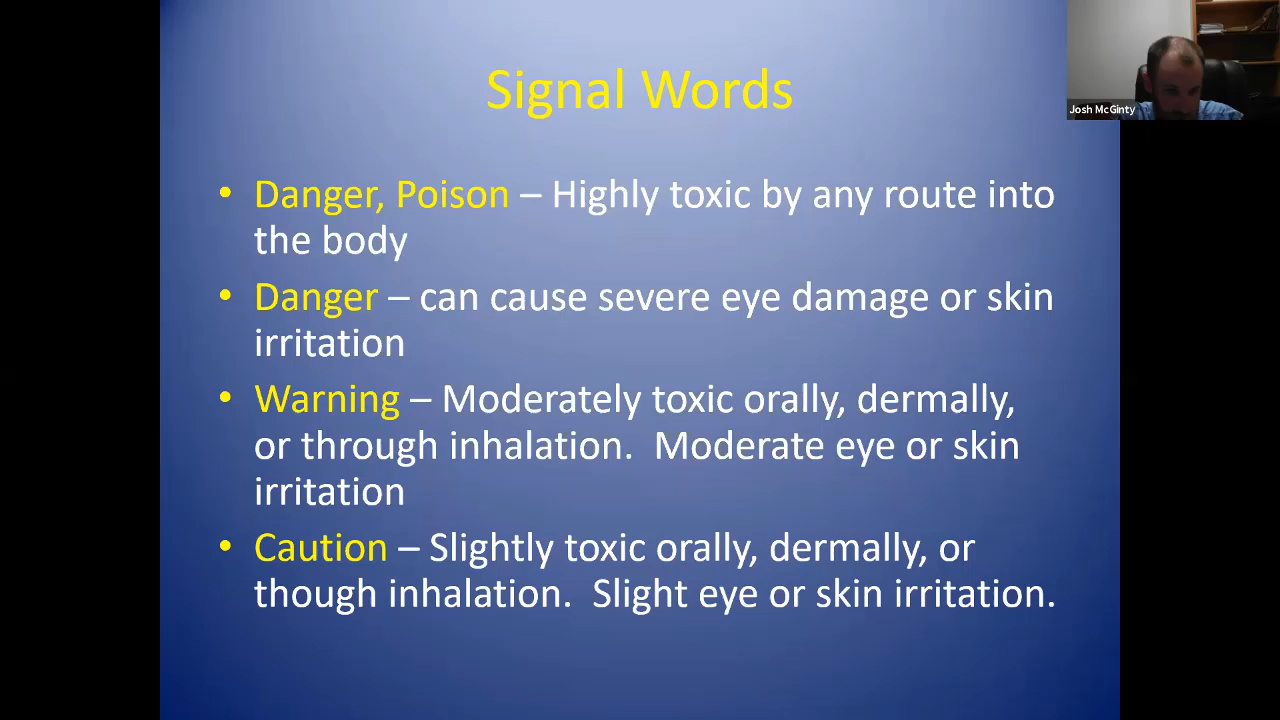 Signal Words
Josh McGinty
• Danger, Poison – Highly toxic by any route into
the body
• Danger – can cause severe eye damage or skin
irritation
• Warning – Moderately toxic orally, dermally,
or through inhalation.  Moderate eye or skin
irritation
• Caution – Slightly toxic orally, dermally, or
though inhalation.  Slight eye or skin irritation.